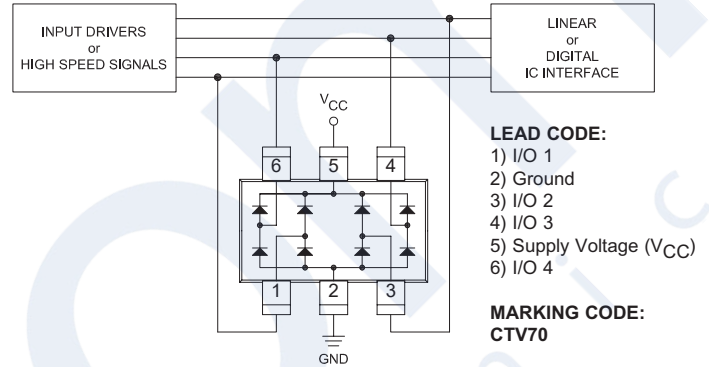 INPUT DRIVERS
or
HIGH SPEED SIGNALS
LINEAR
or
DIGITAL
IC INTERFACE
VCC
6 5 4
1 2 3
GND
LEAD CODE:
1) I/O 1
2) Ground
3) I/O 2
4) I/O 3
5) Supply Voltage (VCC)
6) I/O 4
MARKING CODE:
CTV70